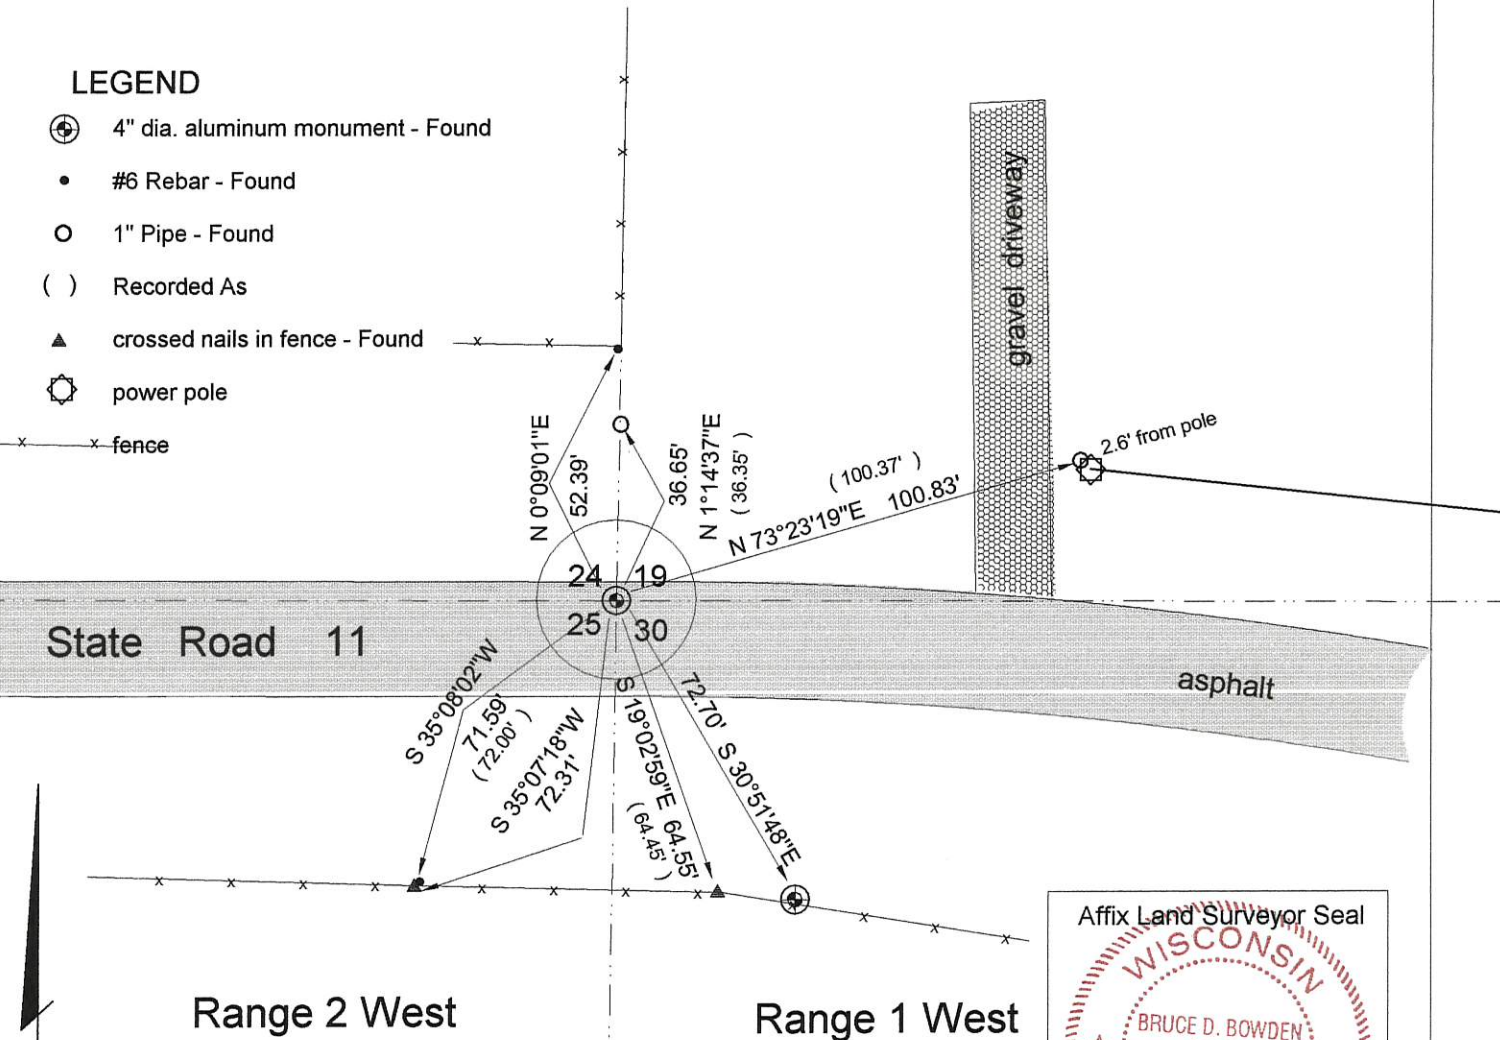 LEGEND
4" dia. aluminum monument - Found
#6 Rebar - Found
1" Pipe - Found
( ) Recorded As
crossed nails in fence - Found
power pole
fence
gravel driveway
2.6' from pole
N 0°09'01"E
52.39'
36.65'
N 1°14'37"E
( 36.35' )
( 100.37' )
N 73°23'19"E 100.83'
24 19
25 30
State Road 11
asphalt
S 35°08'02"W
71.59'
( 72.00' )
S 35°07'18"W
72.31'
S 19°02'59"E 64.55'
( 64.45' )
72.70' S 30°51'48"E
Range 2 West
Range 1 West
Affix Land Surveyor Seal
WISCONSIN
BRUCE D. BOWDEN